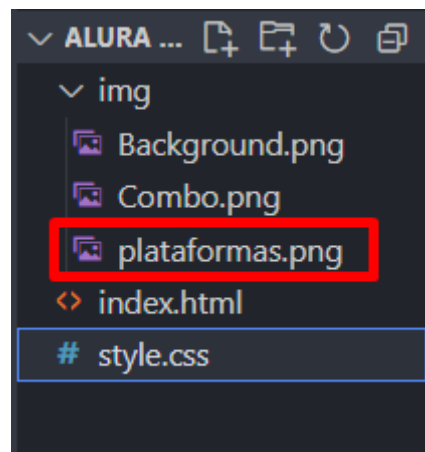 ALURA ...
img
Background.png
Combo.png
plataformas.png
<> index.html
# style.css